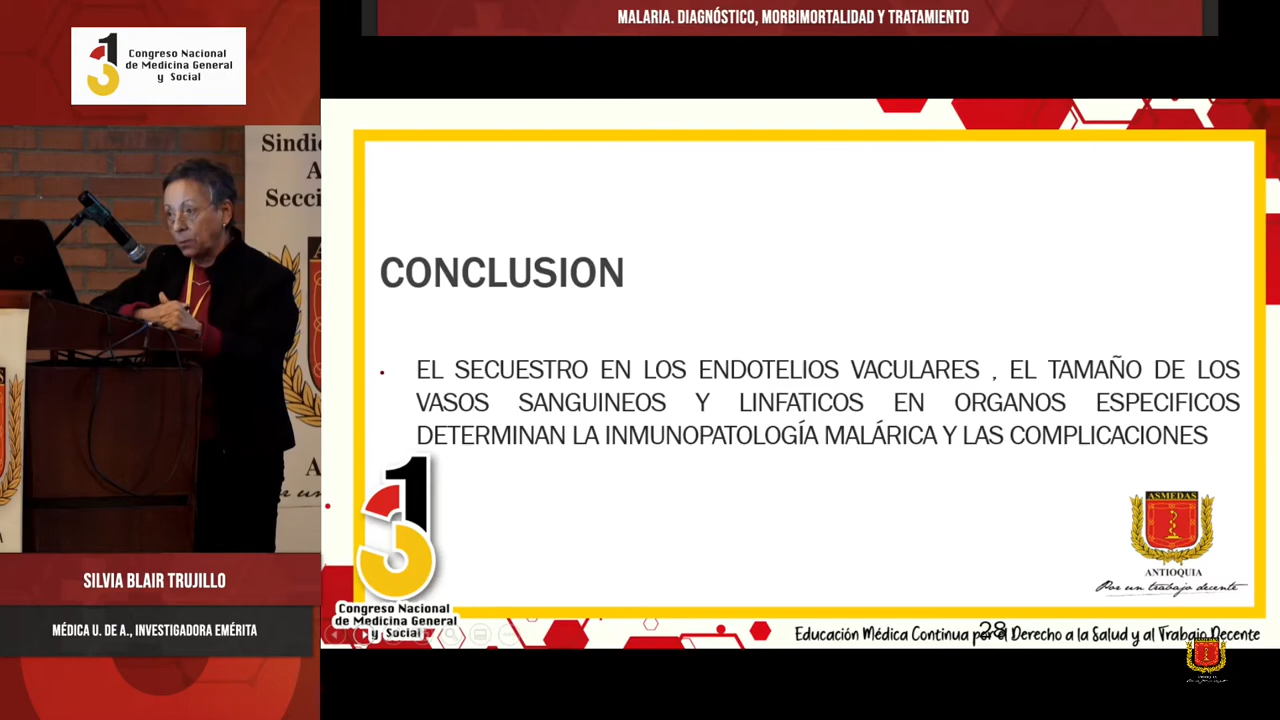 MALARIA. DIAGNÓSTICO, MORBIMORTALIDAD Y TRATAMIENTO
Congreso Nacional
de Medicina General
y Social
Sindi
A
Secci
CONCLUSION
• EL SECUESTRO EN LOS ENDOTELIOS VACULARES , EL TAMAÑO DE LOS
VASOS SANGUINEOS Y LINFATICOS EN ORGANOS ESPECIFICOS
DETERMINAN LA INMUNOPATOLOGÍA MALÁRICA Y LAS COMPLICACIONES
ASMEDAS
ANTIOQUIA
Por un trabajo decente
SILVIA BLAIR TRUJILLO
MÉDICA U. DE A., INVESTIGADORA EMÉRITA
Congreso Nacional
de Medicina General
y Social
28
Educación Médica Continua por el Derecho a la Salud y al Trabajo Decente